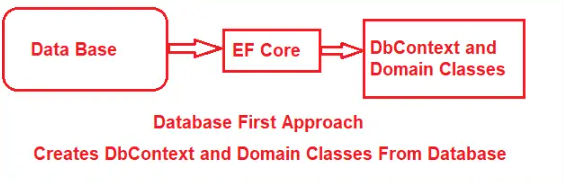 Data Base
EF Core
DbContext and
Domain Classes
Database First Approach
Creates DbContext and Domain Classes From Database